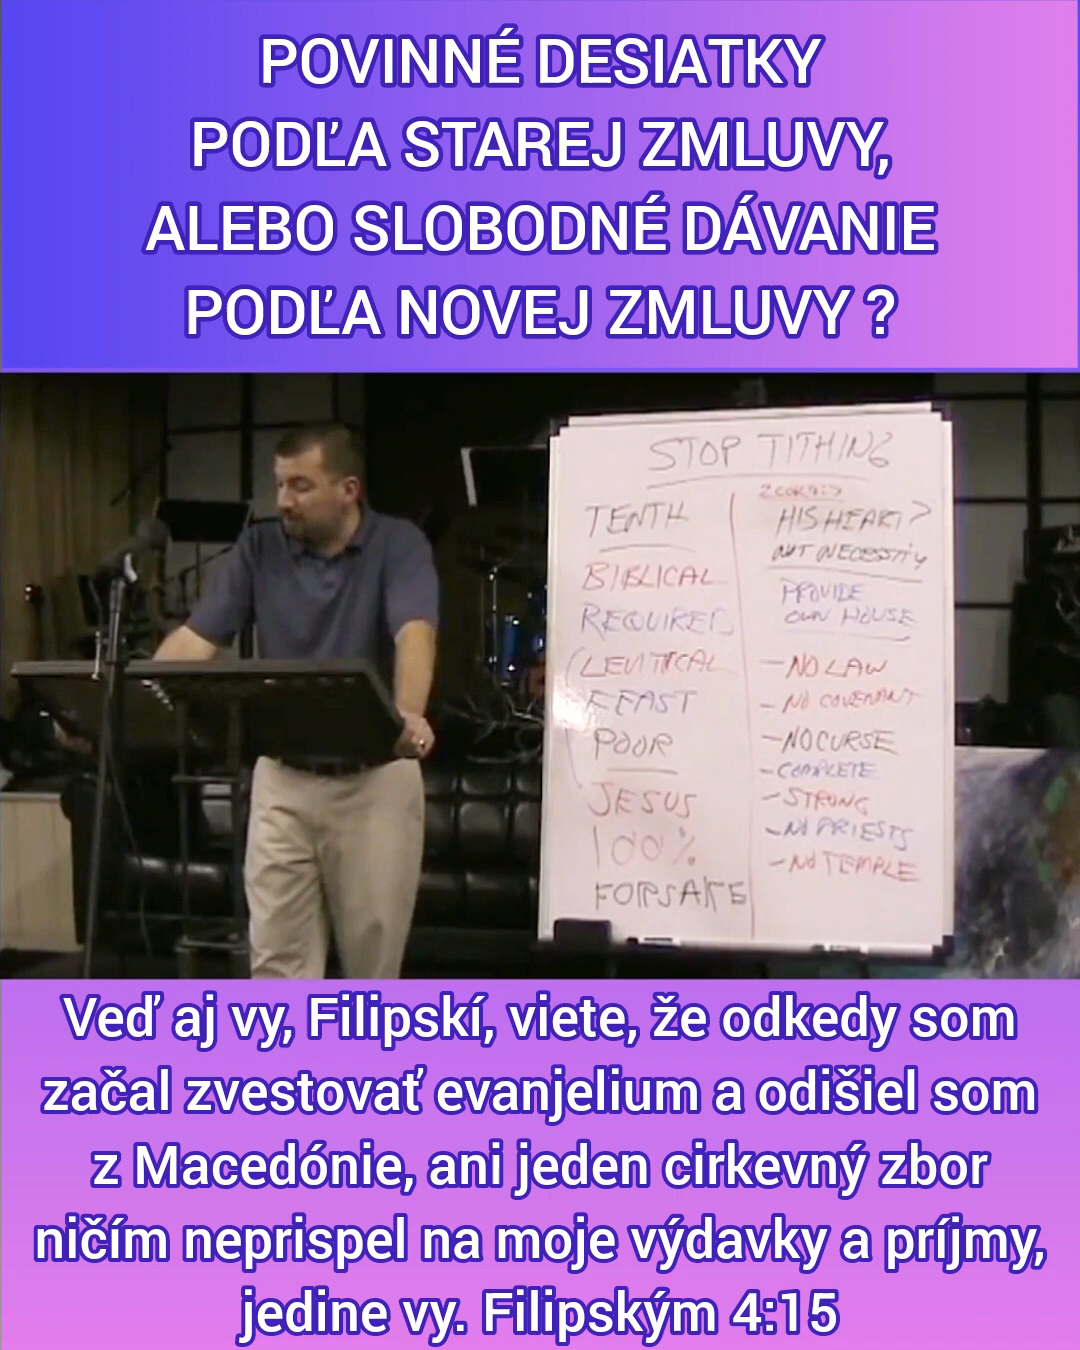 POVINNÉ DESIATKY
PODĽA STAREJ ZMLUVY,
ALEBO SLOBODNÉ DÁVANIE
PODĽA NOVEJ ZMLUVY ?
STOP TITHING
TENTH
BIBLICAL
REQUIRED
LEVITICAL
FEAST
POOR
JESUS
100%
FORSAKE
2 COR 9:7
HIS HEART?
NOT NECESSITY
PROVIDE
OWN HOUSE
- NO LAW
- NO COVENANT
- NO CURSE
- COMPLETE
- STRONG
- NO PRIESTS
- NO TEMPLE
Veď aj vy, Filipskí, viete, že odkedy som
začal zvestovať evanjelium a odišiel som
z Macedónie, ani jeden cirkevný zbor
ničím neprispel na moje výdavky a príjmy,
jedine vy. Filipským 4:15